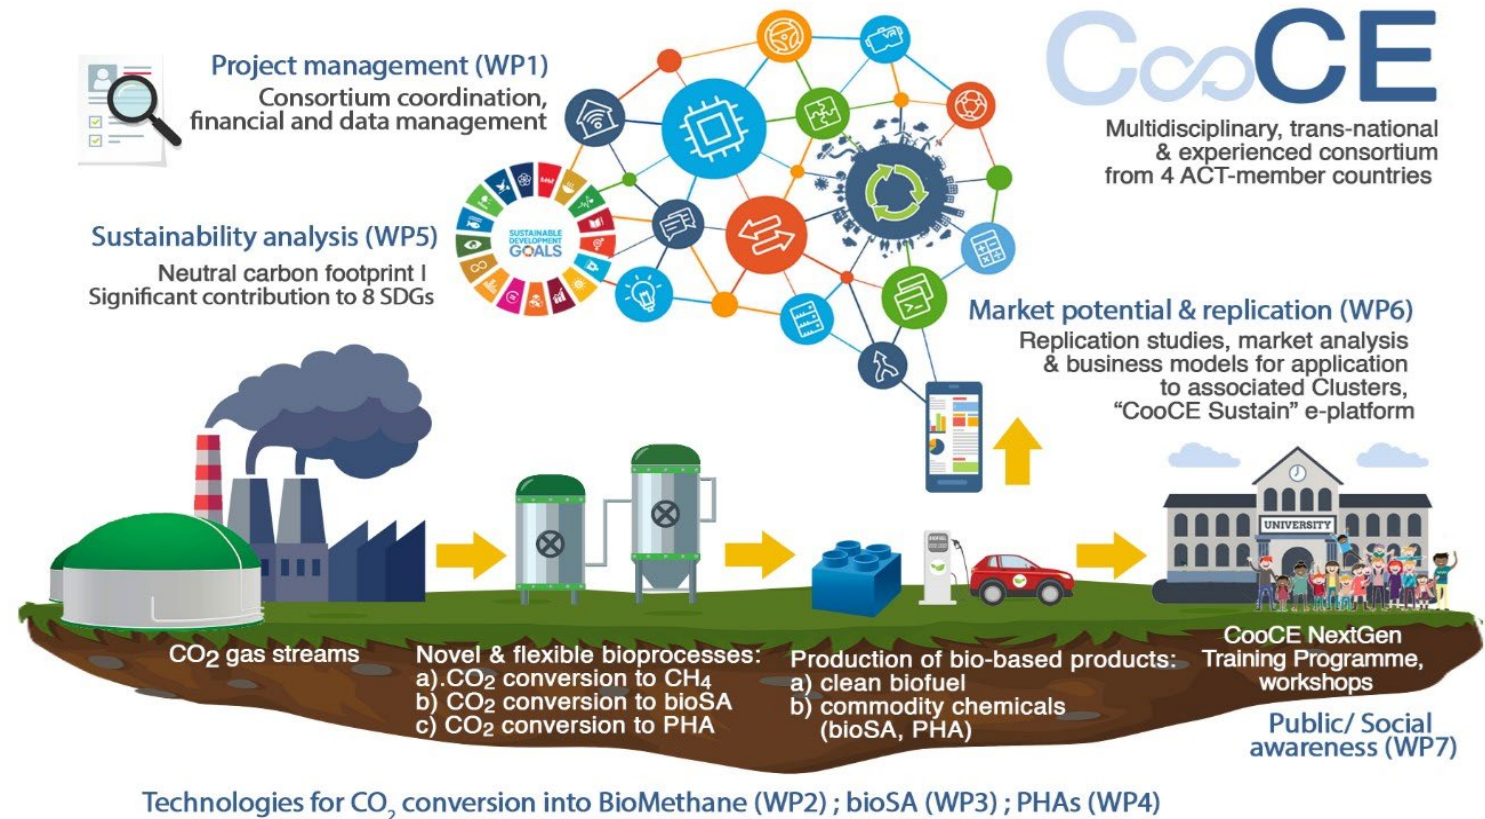 Project management (WP1)
Consortium coordination,
financial and data management
CooCE
Multidisciplinary, trans-national
& experienced consortium
from 4 ACT-member countries
VR
SUSTAINABLE
DEVELOPMENT
GOALS
Sustainability analysis (WP5)
Neutral carbon footprint I
Significant contribution to 8 SDGs
Market potential & replication (WP6)
Replication studies, market analysis
& business models for application
to associated Clusters,
“CooCE Sustain” e-platform
BIOFUEL
UNIVERSITY
CO2 gas streams
Novel & flexible bioprocesses:
a).CO2 conversion to CH4
b) CO2 conversion to bioSA
c) CO2 conversion to PHA
Production of bio-based products:
a) clean biofuel
b) commodity chemicals
(bioSA, PHA)
CooCE NextGen
Training Programme,
workshops
Public/ Social
awareness (WP7)
Technologies for CO2 conversion into BioMethane (WP2) ; bioSA (WP3) ; PHAs (WP4)